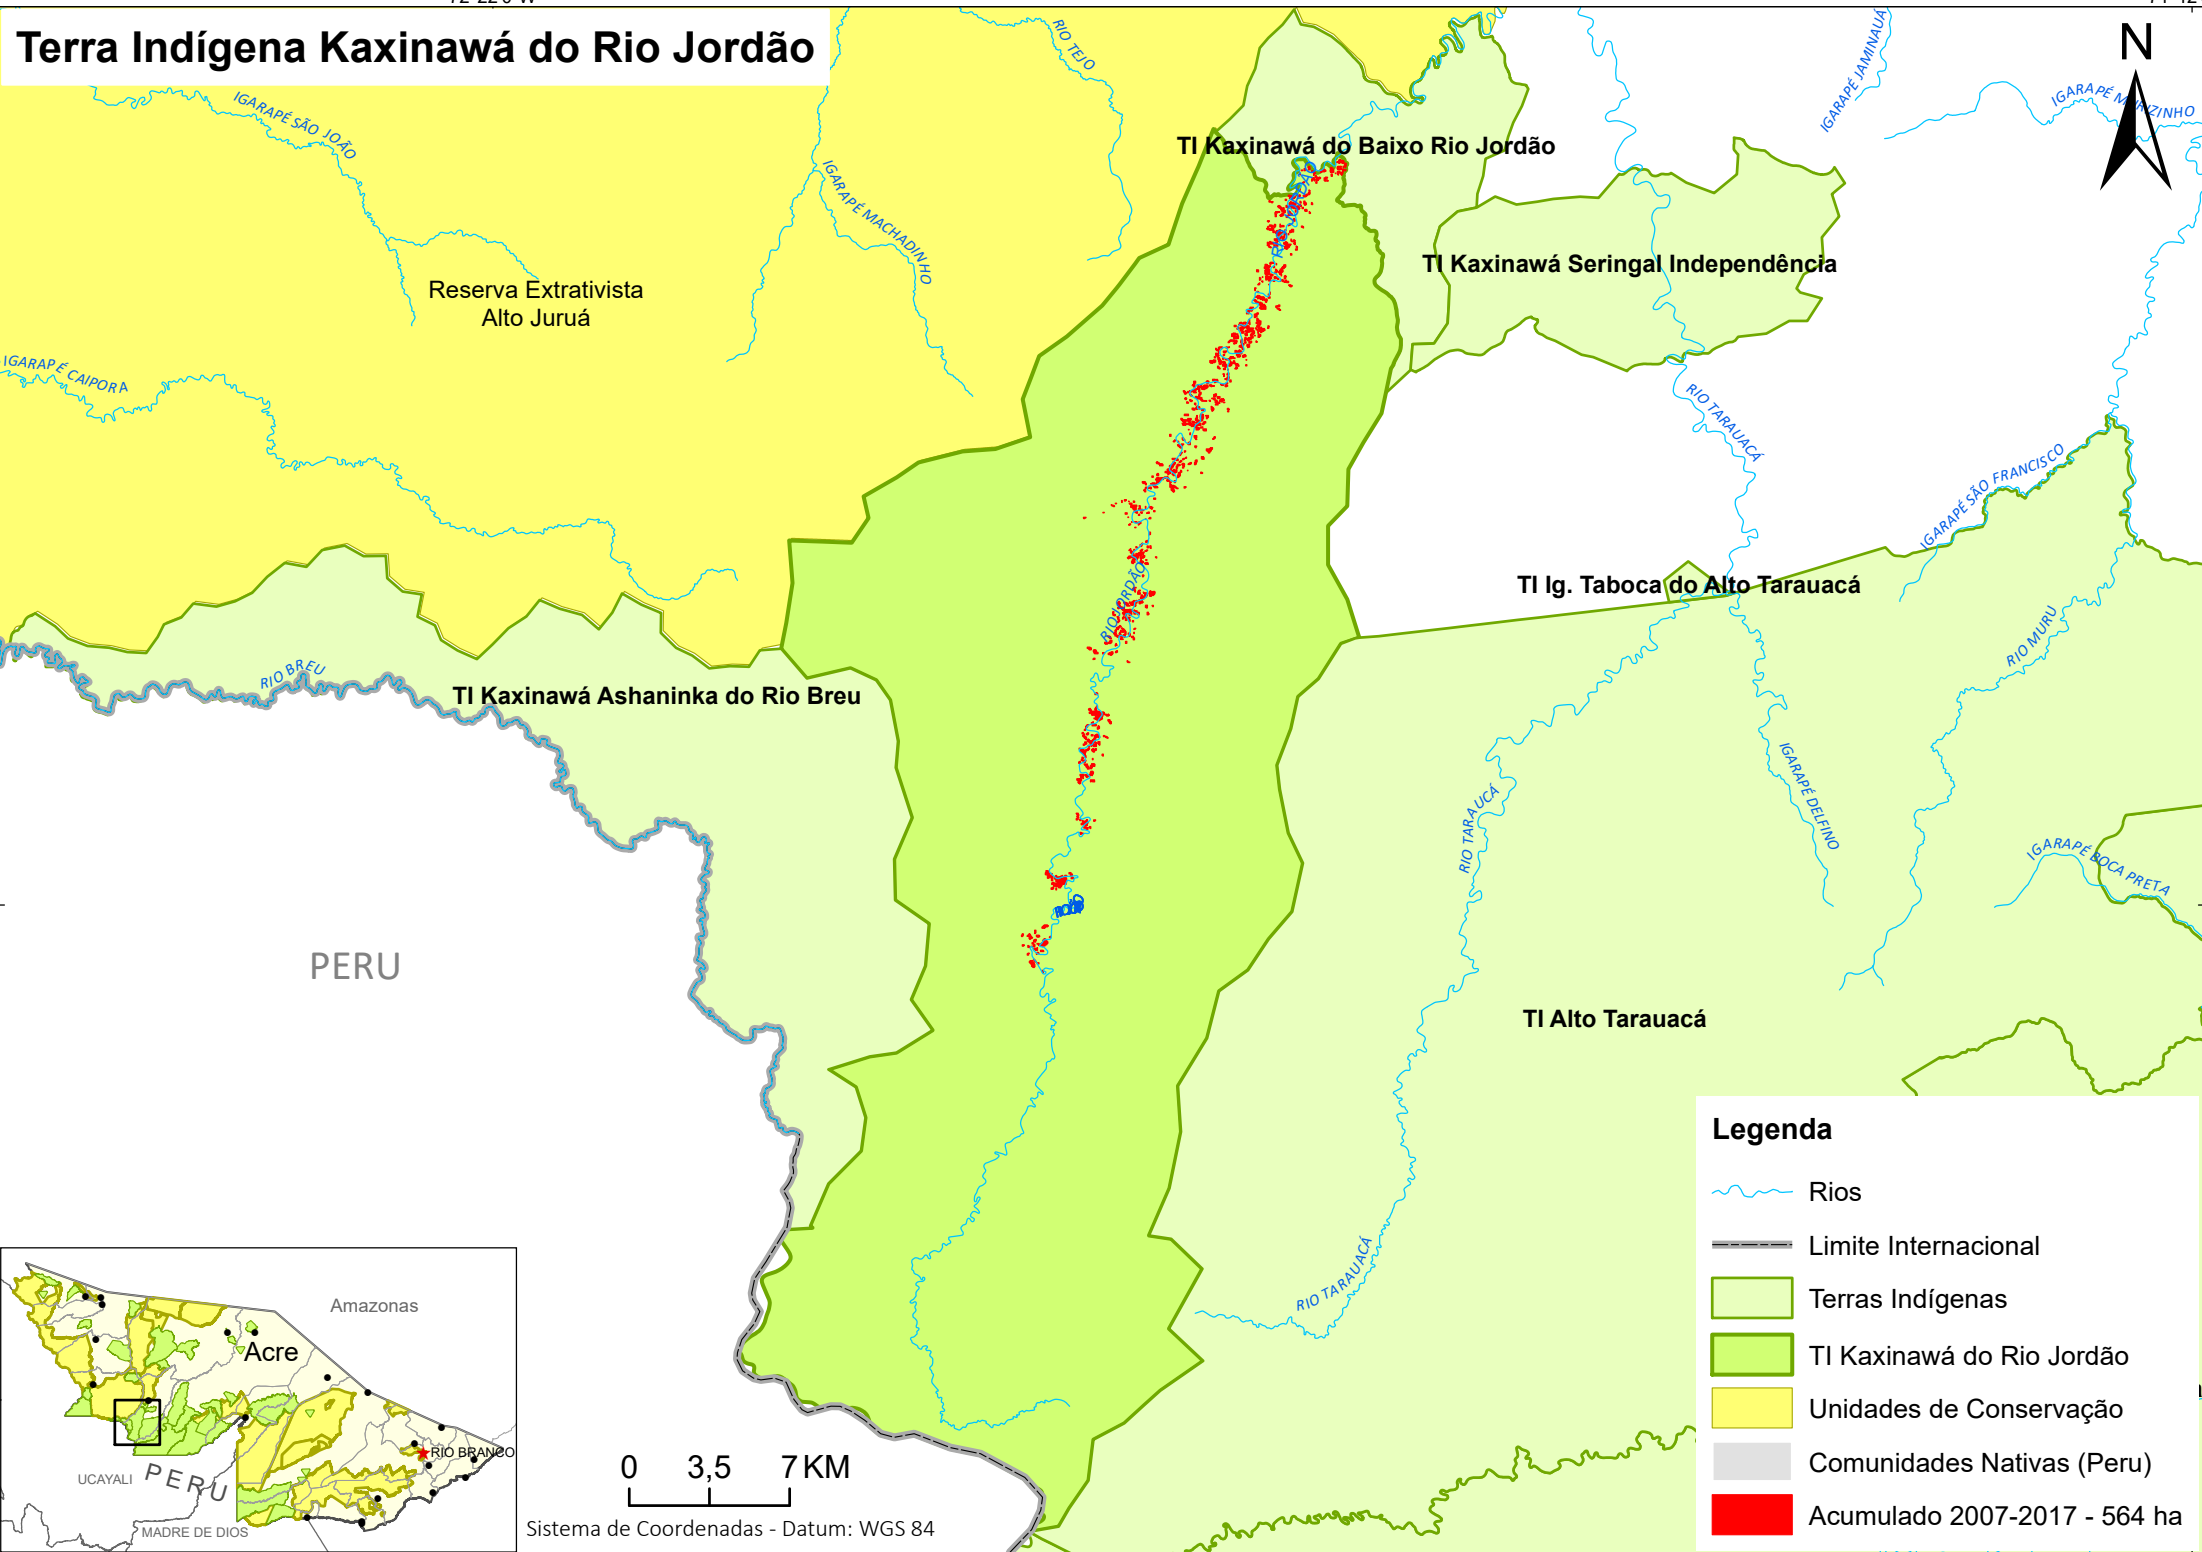 Terra Indígena Kaxinawá do Rio Jordão
N
RIO TEJO
IGARAPÉ JAMINAUÁ
IGARAPÉ SÃO JOÃO
IGARAPÉ MACHADINHO
TI Kaxinawá do Baixo Rio Jordão
TI Kaxinawá Seringal Independência
Reserva Extrativista
Alto Juruá
IGARAPÉ CAIPORA
RIO TARAUACÁ
IGARAPÉ SÃO FRANCISCO
RIO JORDÃO
TI Ig. Taboca do Alto Tarauacá
RIO MURU
RIO BREU
TI Kaxinawá Ashaninka do Rio Breu
IGARAPÉ DELFINO
RIO TARAUACÁ
IGARAPÉ BOCA PRETA
PERU
TI Alto Tarauacá
RIO TARAUACÁ
Legenda
Rios
Limite Internacional
Terras Indígenas
TI Kaxinawá do Rio Jordão
Unidades de Conservação
Comunidades Nativas (Peru)
Acumulado 2007-2017 - 564 ha
Amazonas
Acre
RIO BRANCO
UCAYALI
PERU
MADRE DE DIOS
0 3,5 7 KM
Sistema de Coordenadas - Datum: WGS 84